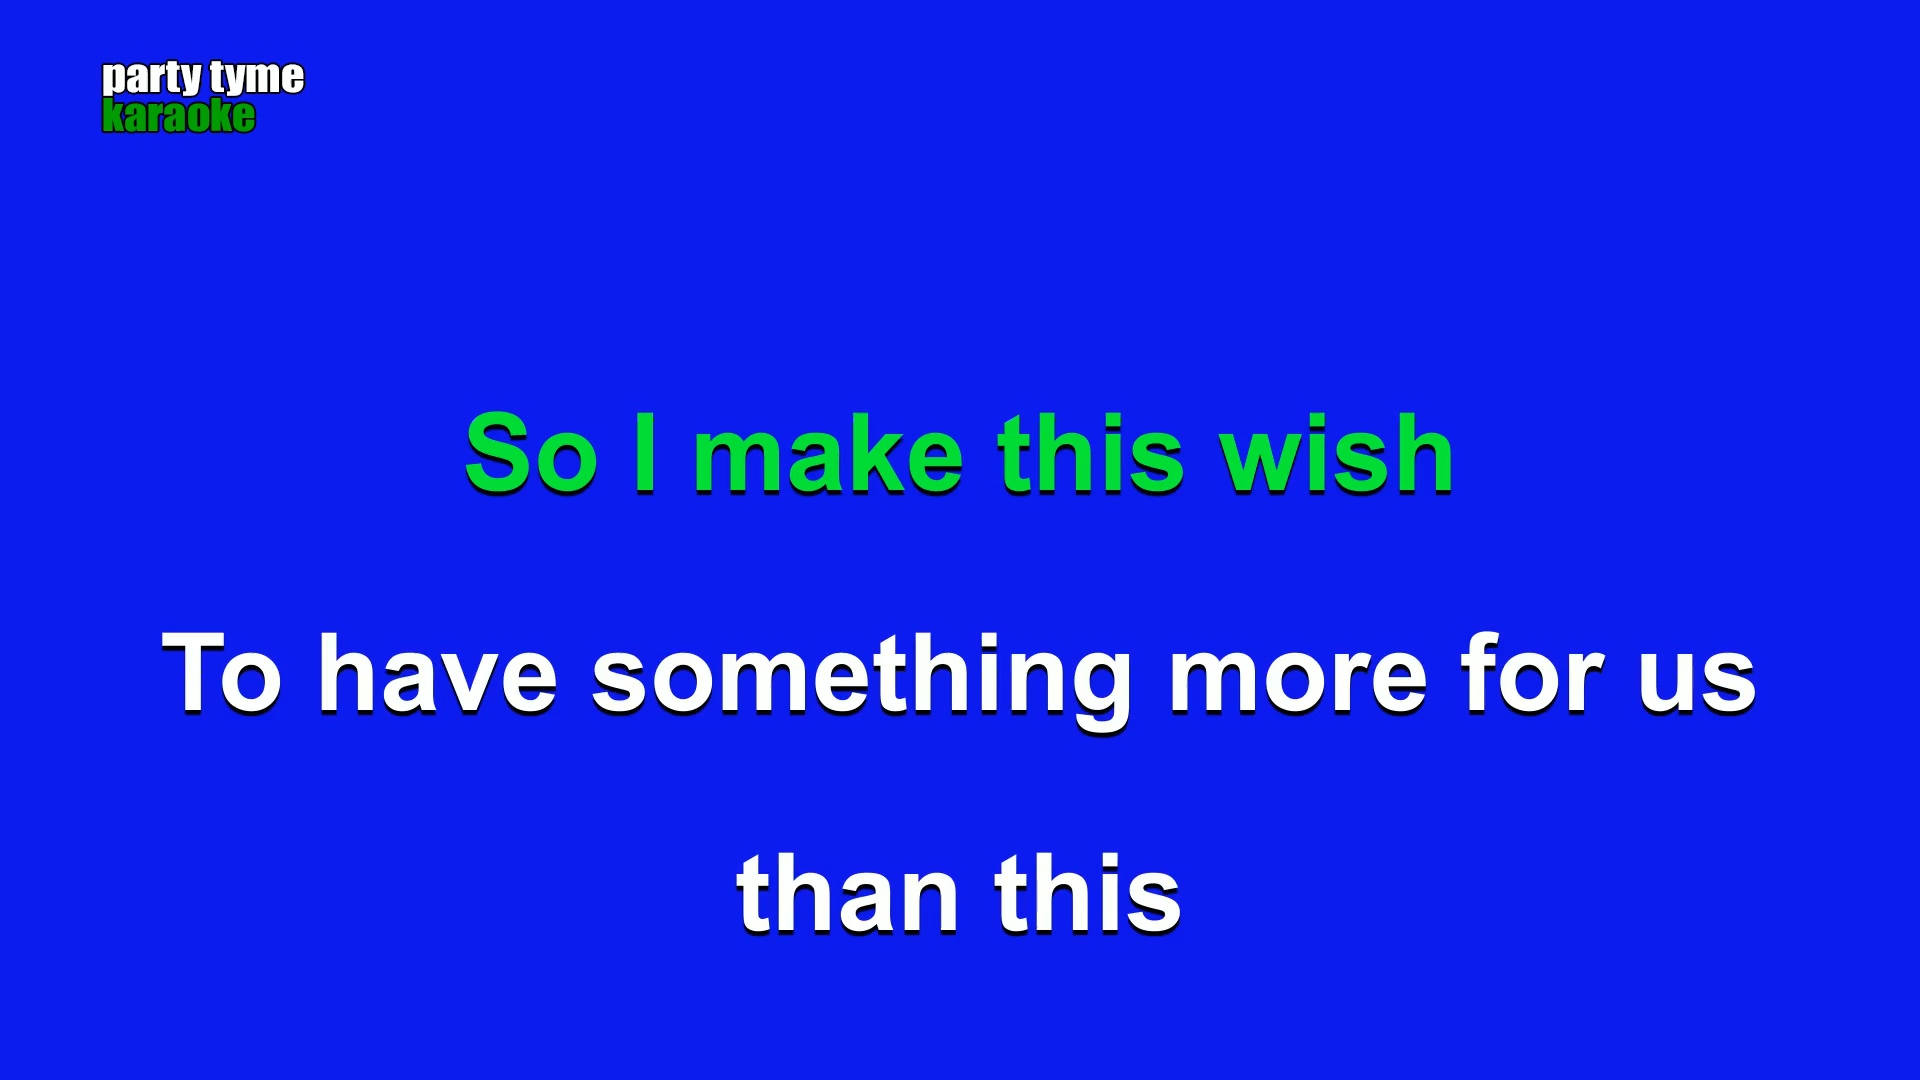 party tyme
karaoke
So I make this wish
To have something more for us
than this